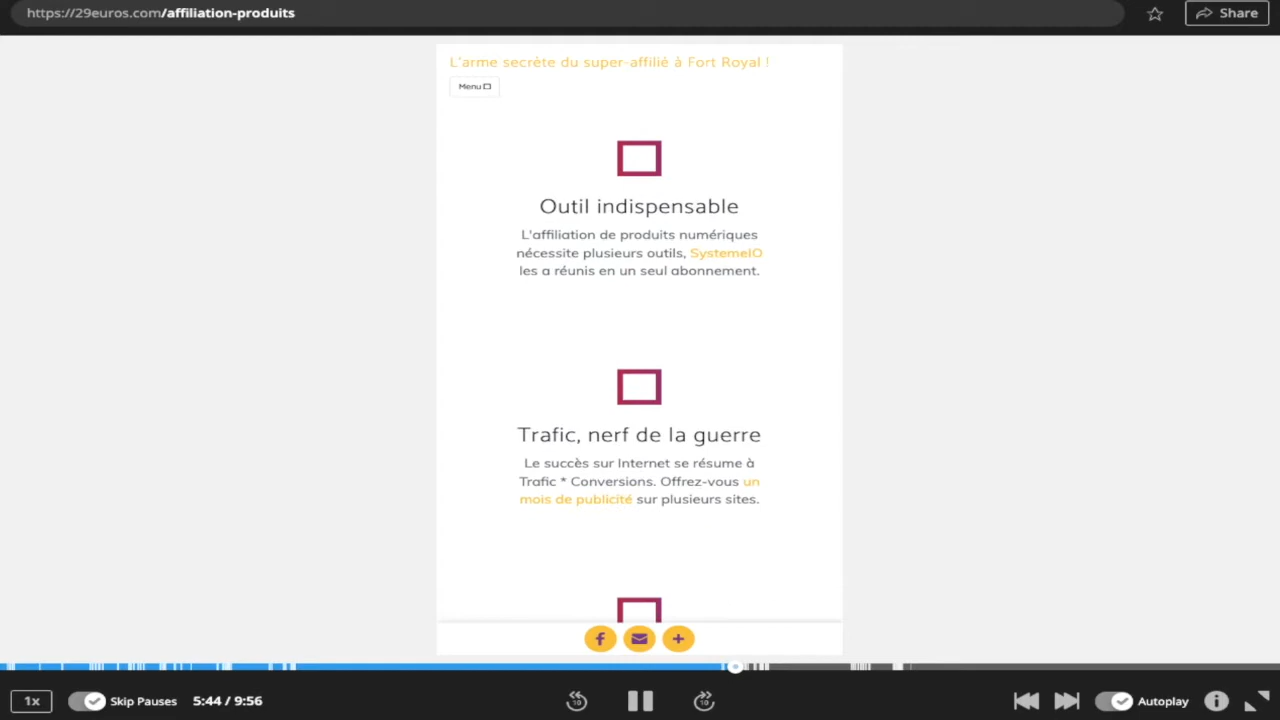 https://29euros.com/affiliation-produits
Share
L'arme secrète du super-affilié à Fort Royal !
Menu
Outil indispensable
L'affiliation de produits numériques
nécessite plusieurs outils, SystemeIO
les a réunis en un seul abonnement.
Trafic, nerf de la guerre
Le succès sur Internet se résume à
Trafic * Conversions. Offrez-vous un
mois de publicité sur plusieurs sites.
1x
Skip Pauses
5:44 / 9:56
10
10
Autoplay